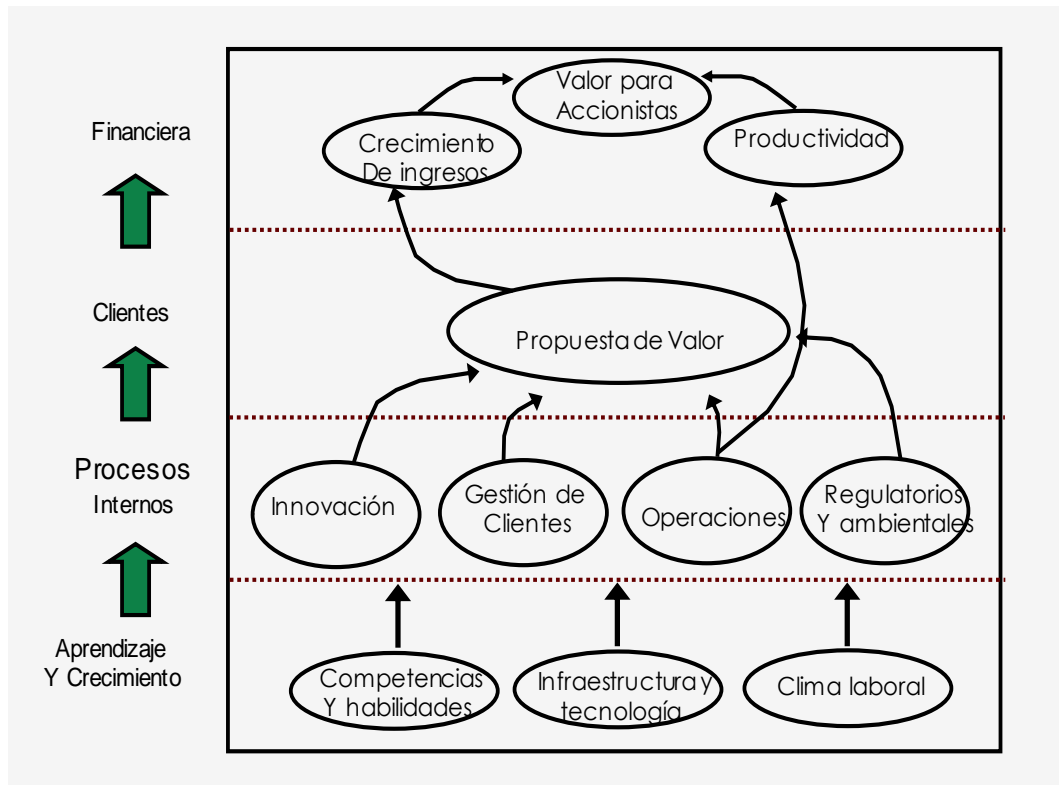 Financiera
Valor para
Accionistas
Crecimiento
De ingresos
Productividad
Clientes
Propuesta de Valor
Procesos
Internos
Innovación
Gestión de
Clientes
Operaciones
Regulatorios
Y ambientales
Aprendizaje
Y Crecimiento
Competencias
Y habilidades
Infraestructura y
tecnología
Clima laboral